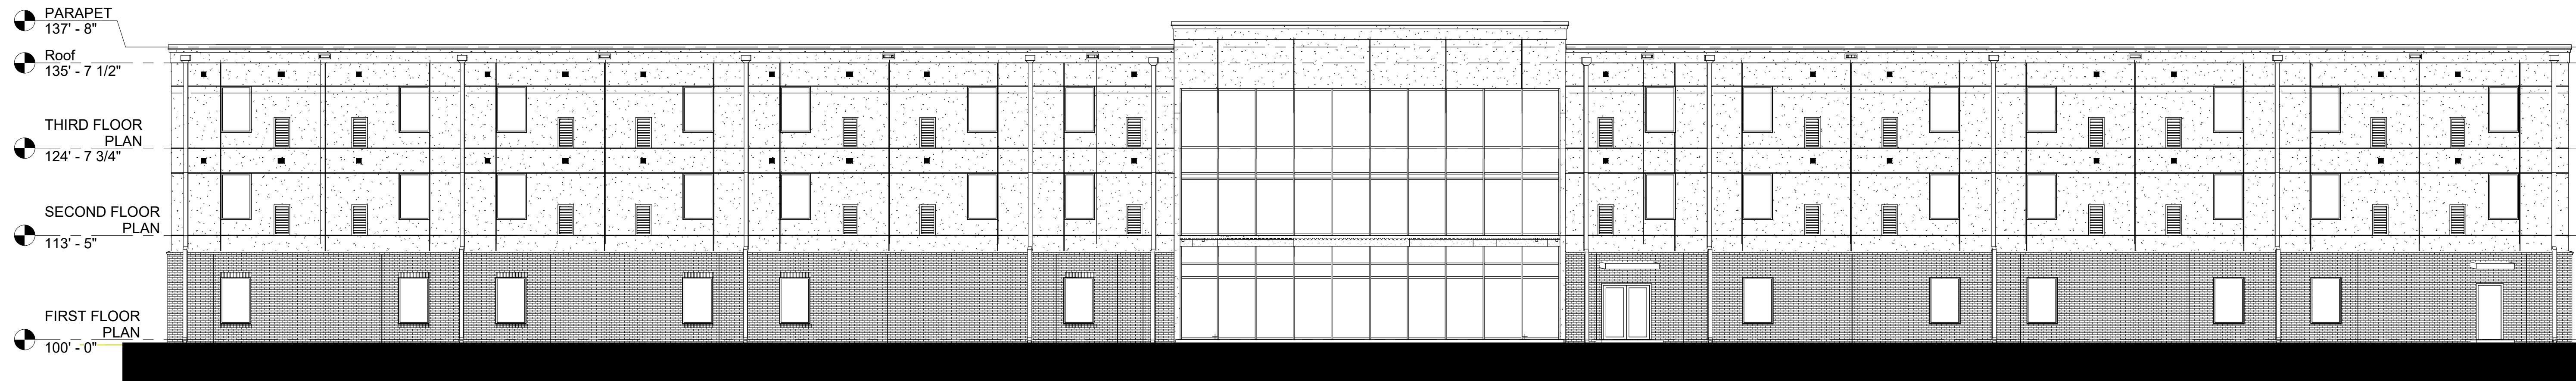 PARAPET
137' - 8"
Roof
135' - 7 1/2"
THIRD FLOOR
PLAN
124' - 7 3/4"
SECOND FLOOR
PLAN
113' - 5"
FIRST FLOOR
PLAN
100' - 0"